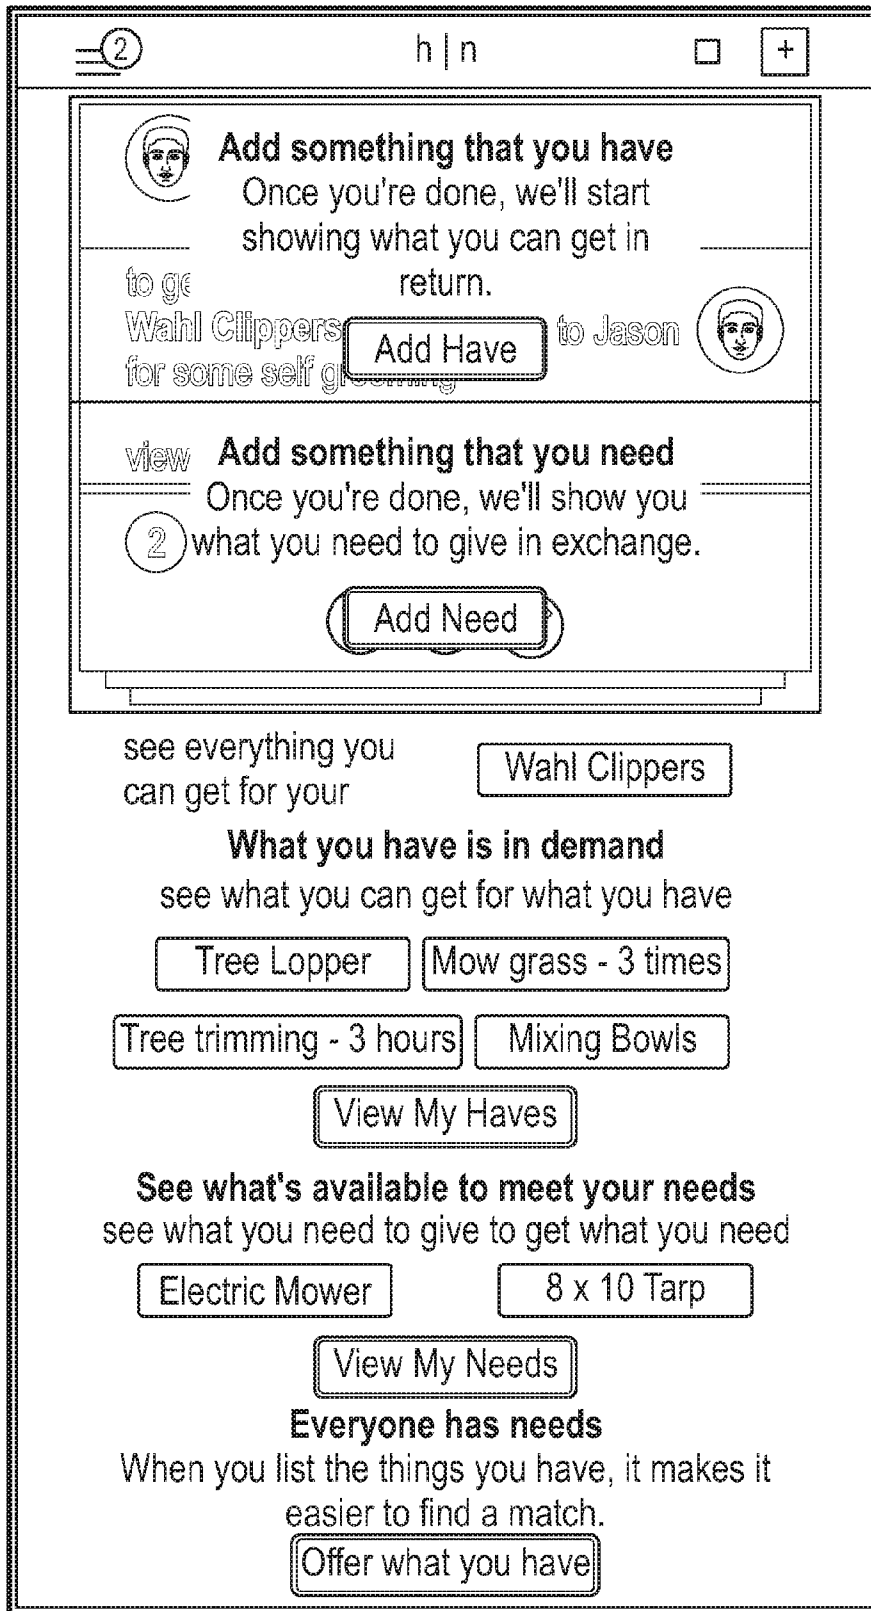 2
h | n
+
Add something that you have
Once you're done, we'll start
showing what you can get in
return.
to ge
Wahl Clippers to Jason
Add Have
for some self grooming
view
Add something that you need
Once you're done, we'll show you
2 what you need to give in exchange.
Add Need
see everything you
can get for your
Wahl Clippers
What you have is in demand
see what you can get for what you have
Tree Lopper Mow grass - 3 times
Tree trimming - 3 hours Mixing Bowls
View My Haves
See what's available to meet your needs
see what you need to give to get what you need
Electric Mower 8 x 10 Tarp
View My Needs
Everyone has needs
When you list the things you have, it makes it
easier to find a match.
Offer what you have